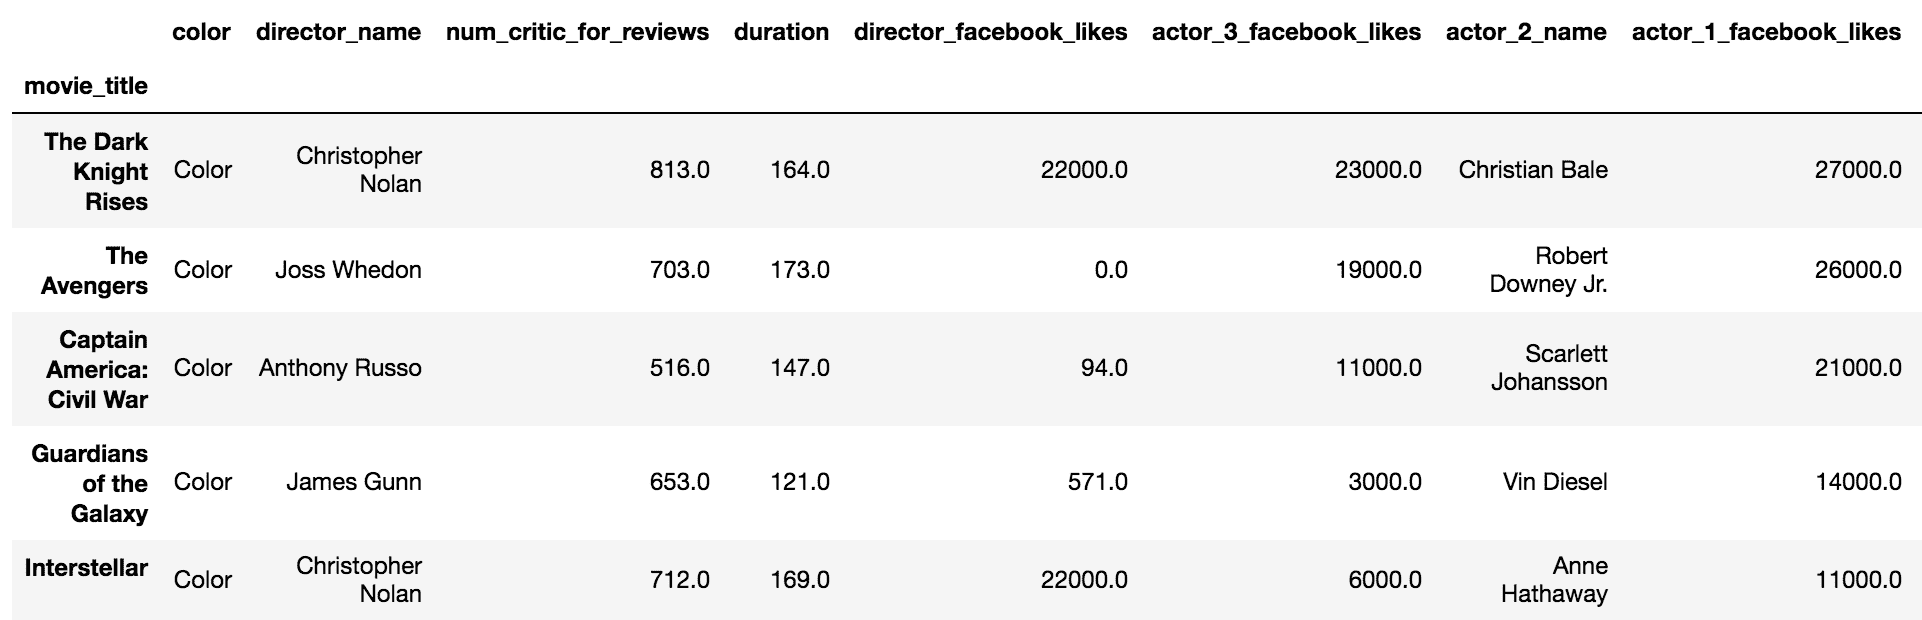 color director_name num_critic_for_reviews duration director_facebook_likes actor_3_facebook_likes actor_2_name actor_1_facebook_likes
movie_title
The Dark
Knight
Rises
Color
Christopher
Nolan
813.0 164.0 22000.0 23000.0 Christian Bale 27000.0
The
Avengers
Color Joss Whedon 703.0 173.0 0.0 19000.0
Robert
Downey Jr.
26000.0
Captain
America:
Civil War
Color Anthony Russo 516.0 147.0 94.0 11000.0
Scarlett
Johansson
21000.0
Guardians
of the
Galaxy
Color James Gunn 653.0 121.0 571.0 3000.0 Vin Diesel 14000.0
Interstellar
Color
Christopher
Nolan
712.0 169.0 22000.0 6000.0
Anne
Hathaway
11000.0